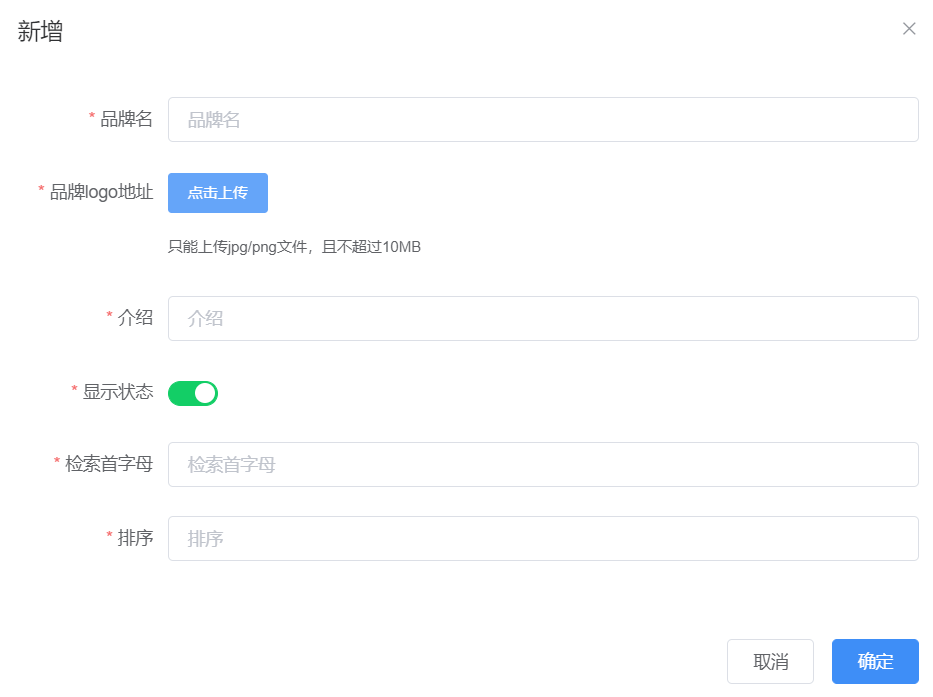 新增
* 品牌名 品牌名
* 品牌logo地址 点击上传
只能上传jpg/png文件，且不超过10MB
* 介绍 介绍
* 显示状态
* 检索首字母 检索首字母
* 排序 排序
取消 确定